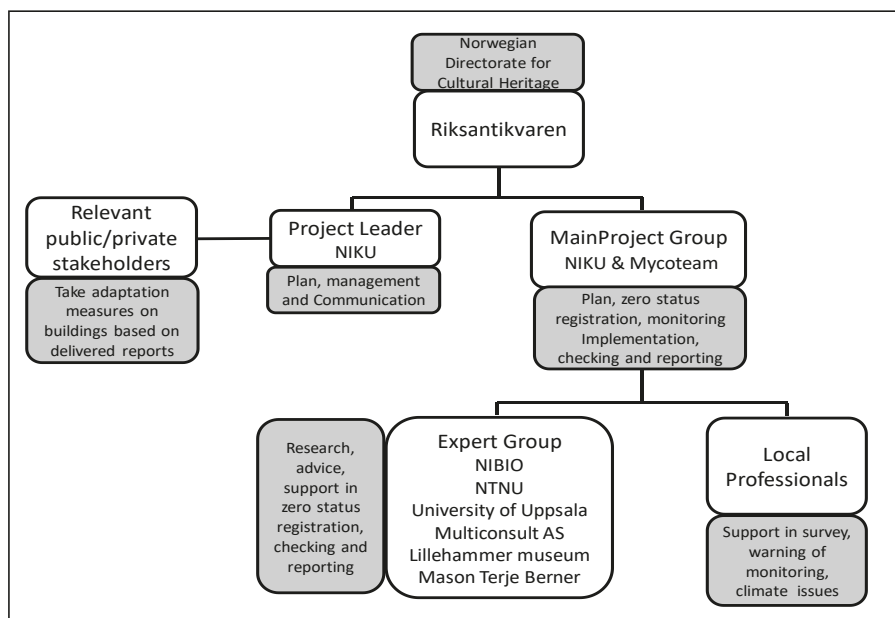 Norwegian
Directorate for
Cultural Heritage
Riksantikvaren
Relevant
public/private
stakeholders
Take adaptation
measures on
buildings based on
delivered reports
Project Leader
NIKU
Plan, management
and Communication
MainProject Group
NIKU & Mycoteam
Plan, zero status
registration, monitoring
Implementation,
checking and reporting
Research,
advice,
support in
zero status
registration,
checking and
reporting
Expert Group
NIBIO
NTNU
University of Uppsala
Multiconsult AS
Lillehammer museum
Mason Terje Berner
Local
Professionals
Support in survey,
warning of
monitoring,
climate issues